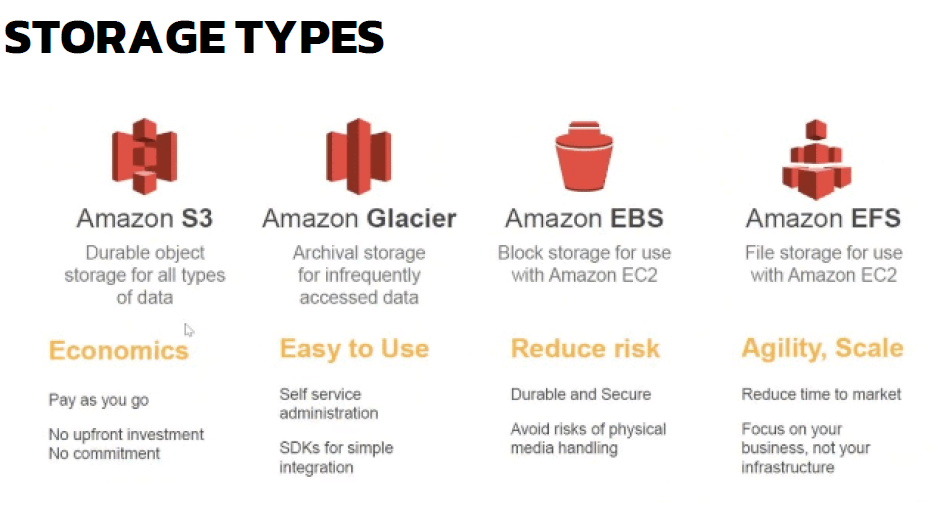 STORAGE TYPES
Amazon S3
Durable object
storage for all types
of data
Amazon Glacier
Archival storage
for infrequently
accessed data
Amazon EBS
Block storage for use
with Amazon EC2
Amazon EFS
File storage for use
with Amazon EC2
Economics
Pay as you go
No upfront investment
No commitment
Easy to Use
Self service
administration
SDKs for simple
integration
Reduce risk
Durable and Secure
Avoid risks of physical
media handling
Agility, Scale
Reduce time to market
Focus on your
business, not your
infrastructure